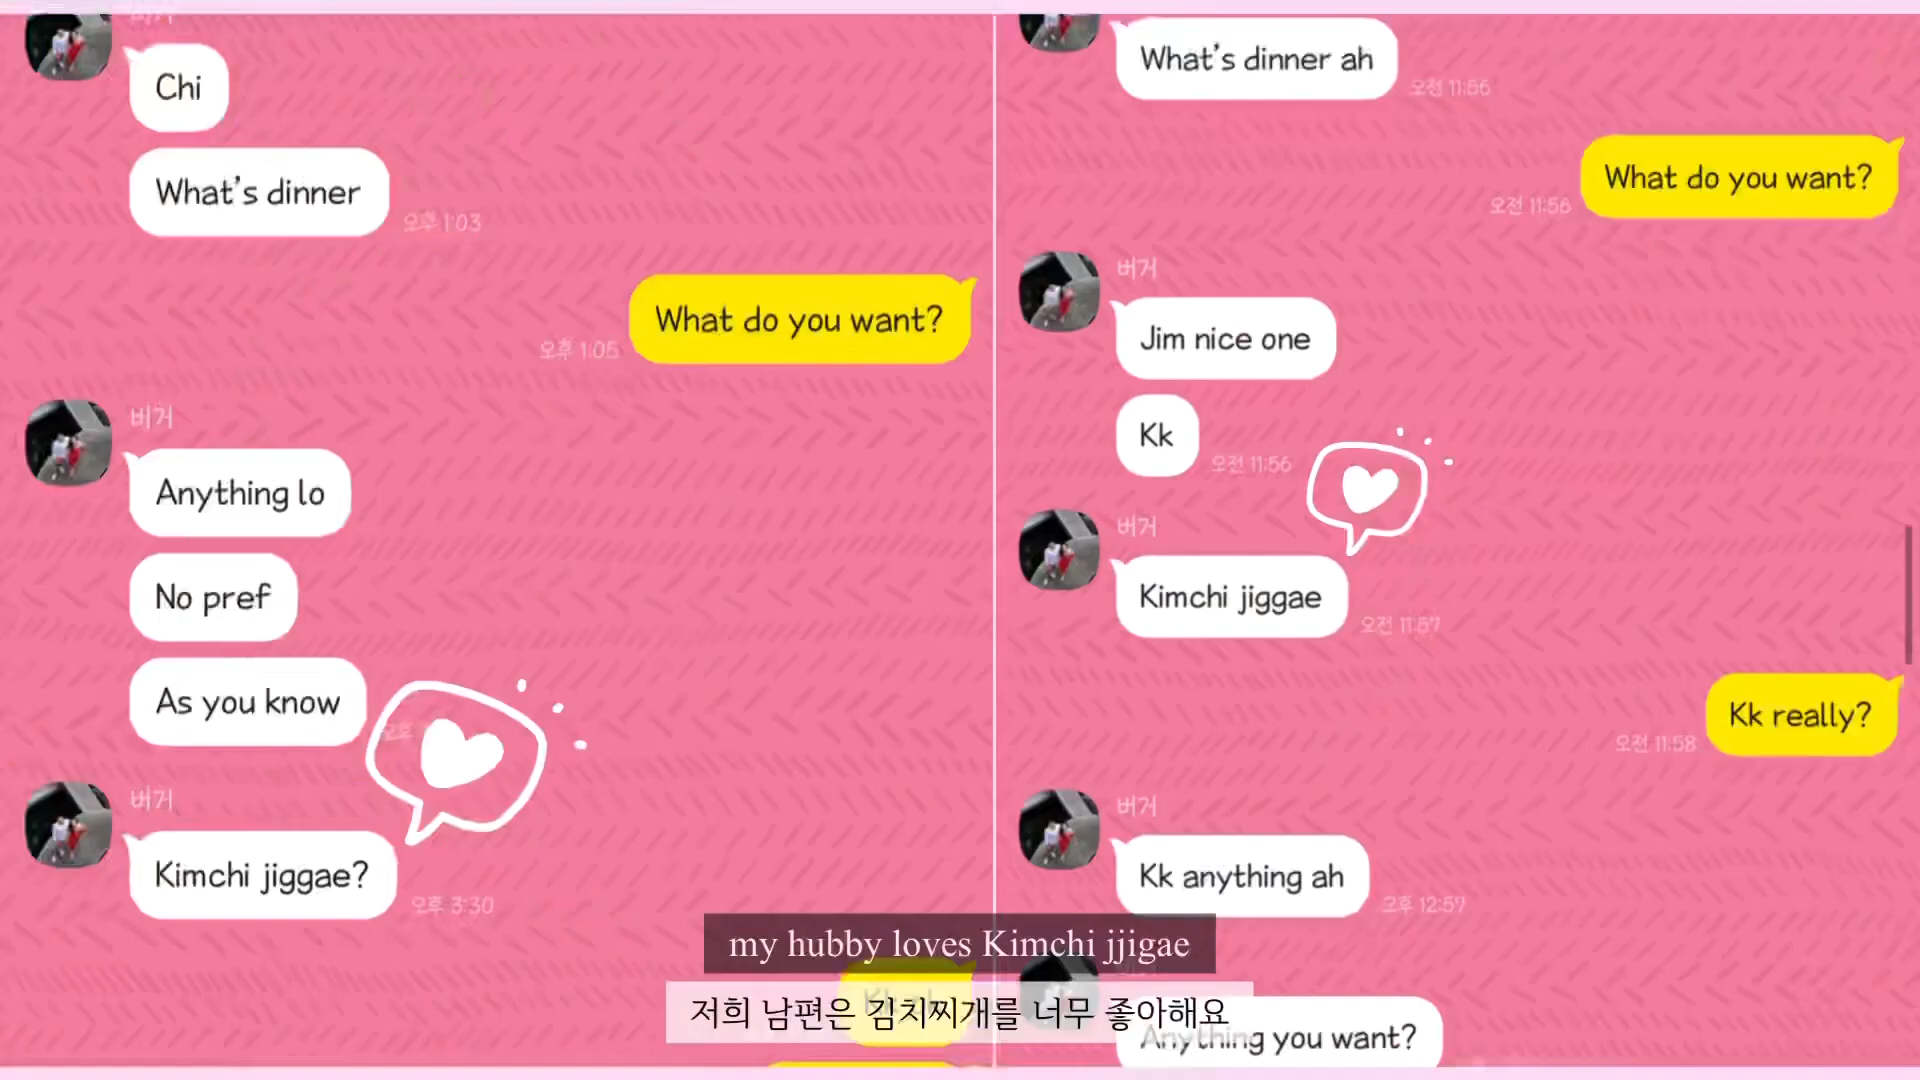 Chi
What's dinner
오후 1:03
What do you want?
오후 1:05
버거
Anything lo
No pref
As you know
오후
버거
Kimchi jiggae?
오후 3:30
What's dinner ah
오전 11:56
What do you want?
오전 11:56
버거
Jim nice one
Kk
오전 11:56
버거
Kimchi jiggae
오전 11:57
Kk really?
오전 11:58
버거
Kk anything ah
오후 12:57
Anything you want?
my hubby loves Kimchi jjigae
저희 남편은 김치찌개를 너무 좋아해요